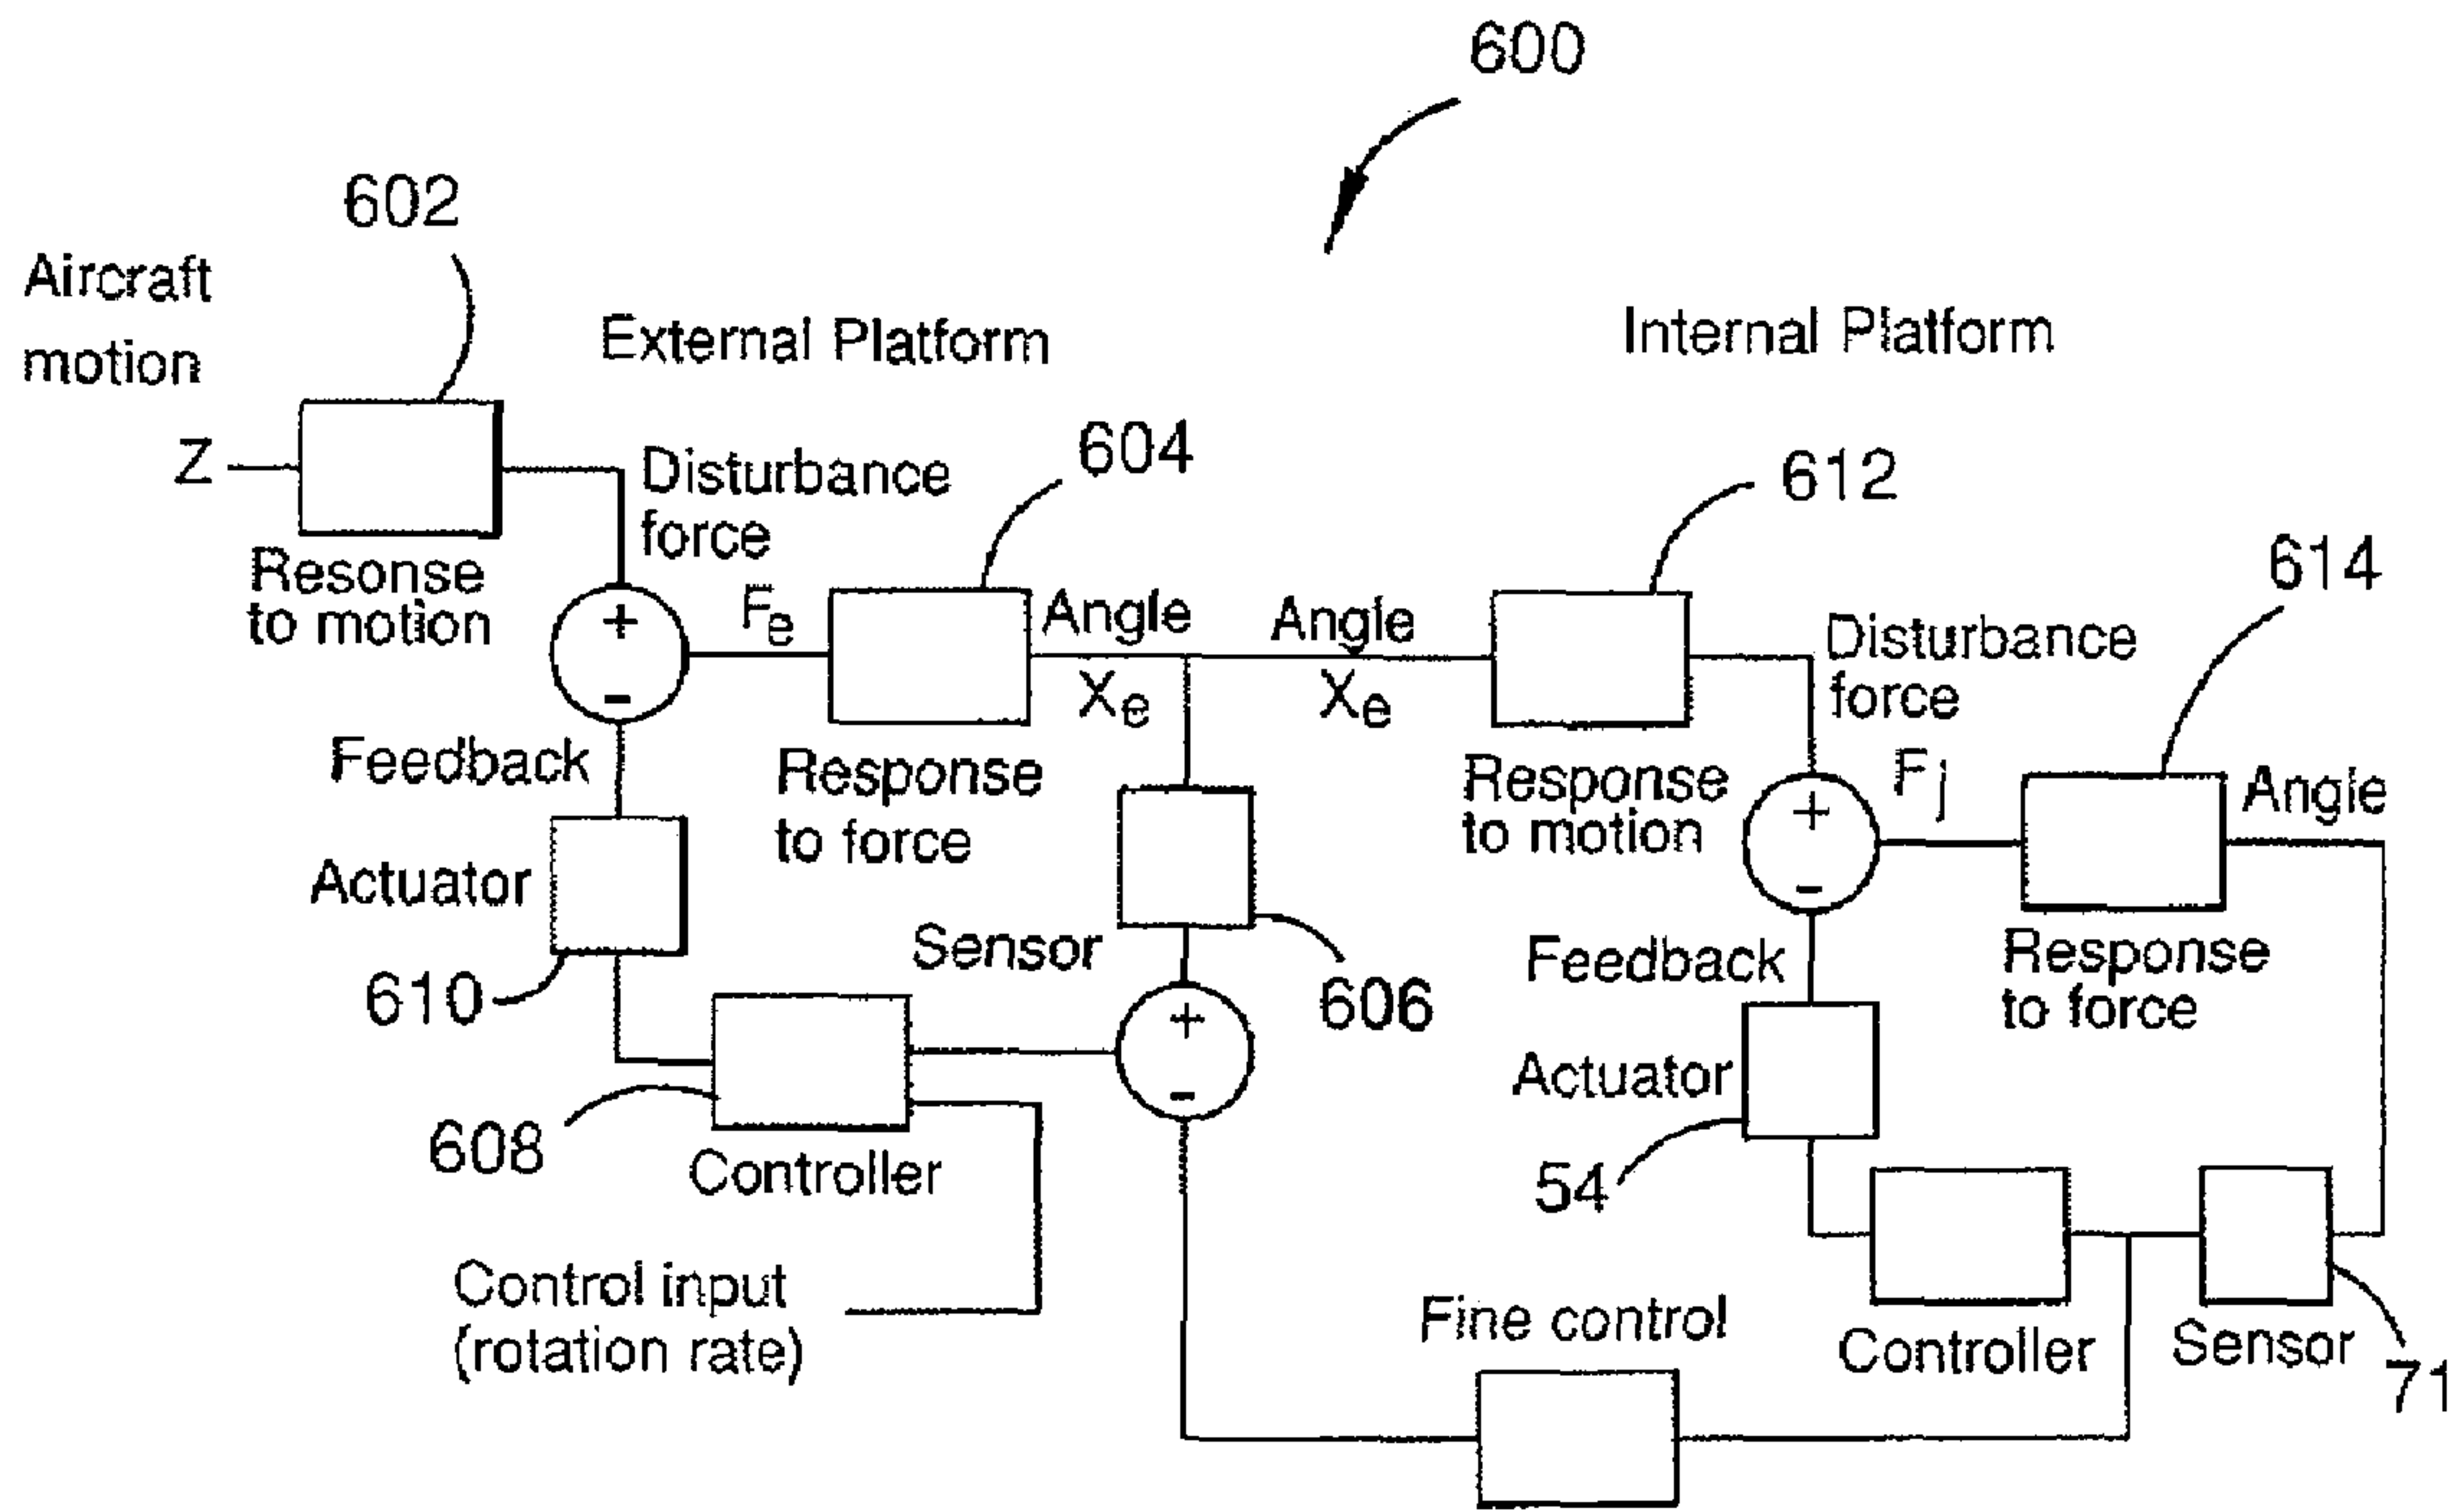 600
602
Aircraft
motion
External Platform
Internal Platform
Z
Disturbance
force
604
612
614
Resonse
to motion
+
-
Fe
Angle
Xe
Angle
Xe
Disturbance
force
Feedback
Response
to force
Response
to motion
+
-
Fj
Angle
Actuator
Sensor
606
Feedback
Response
to force
610
+
-
Actuator
608
Controller
54
Control input
(rotation rate)
Fine control
Controller
Sensor
71